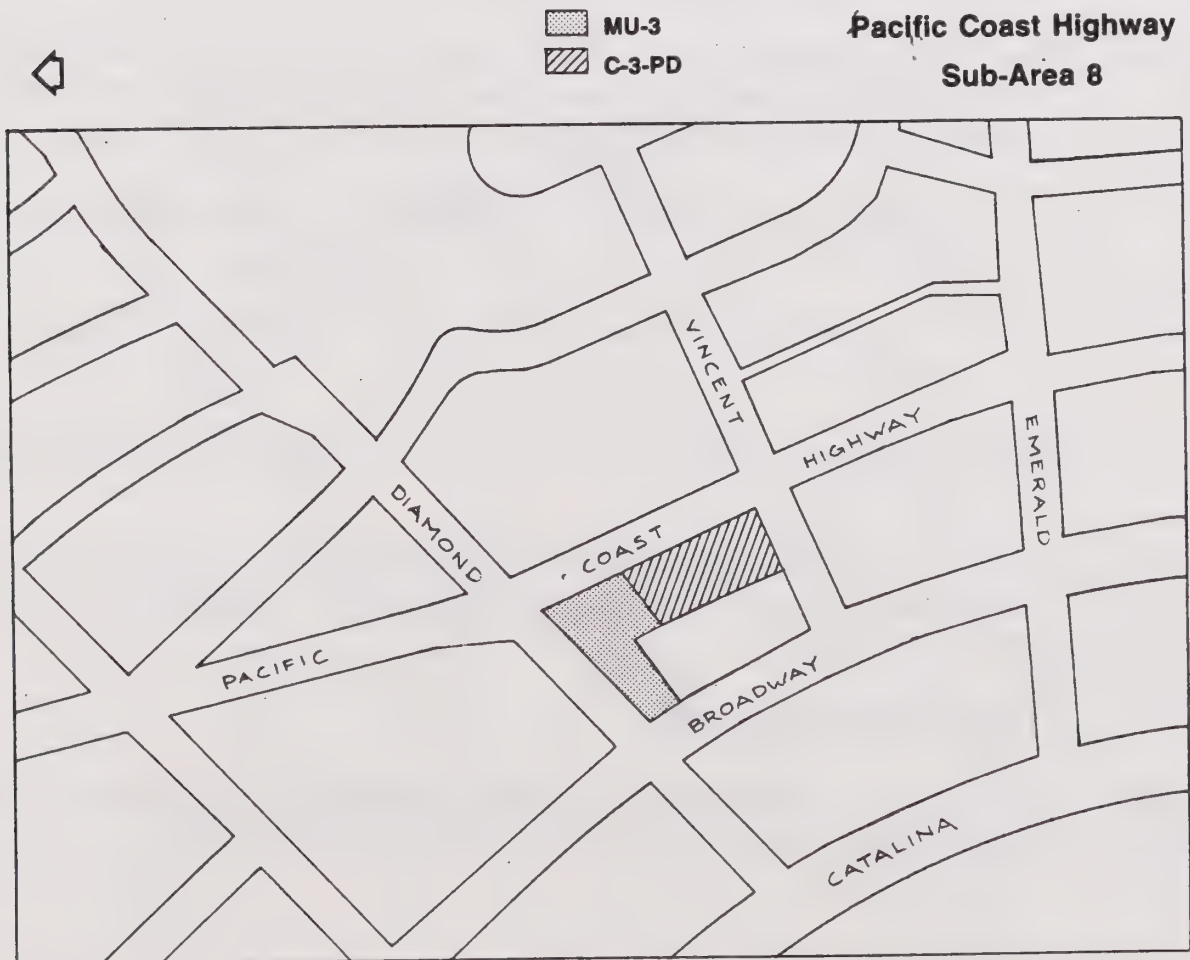 MU-3
C-3-PD
Pacific Coast Highway
Sub-Area 8
VINCENT
HIGHWAY
EMERALD
DIAMOND
COAST
PACIFIC
BROADWAY
CATALINA